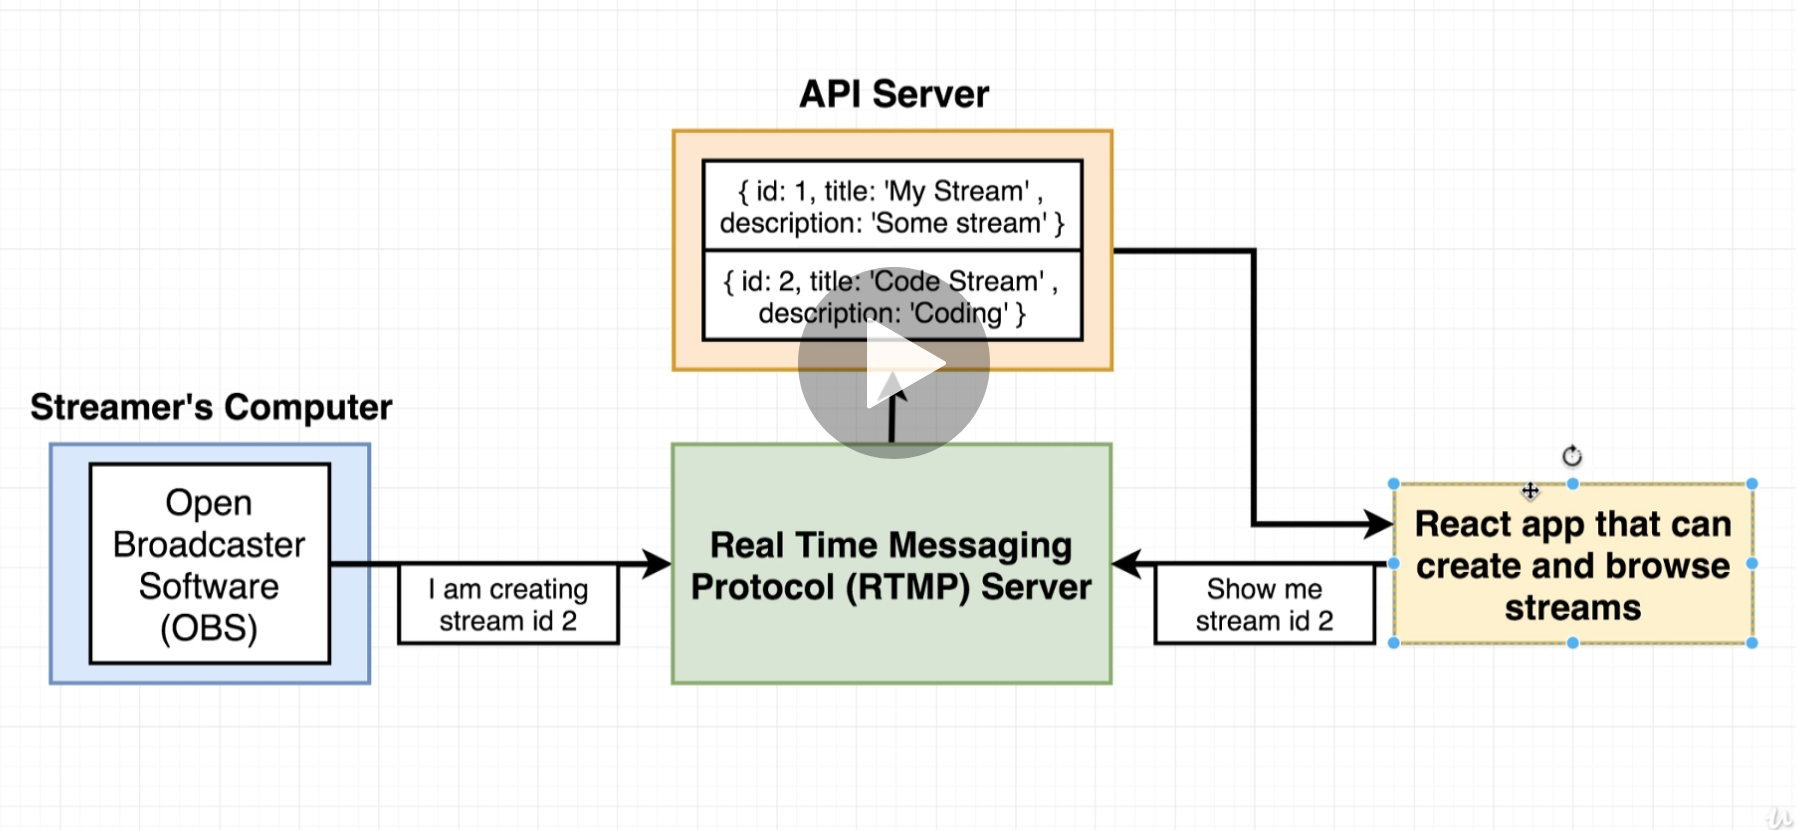 API Server
{ id: 1, title: 'My Stream' ,
description: 'Some stream' }
{ id: 2, title: 'Code Stream' ,
description: 'Coding' }
Streamer's Computer
Open
Broadcaster
Software
(OBS)
I am creating
stream id 2
Real Time Messaging
Protocol (RTMP) Server
Show me
stream id 2
React app that can
create and browse
streams